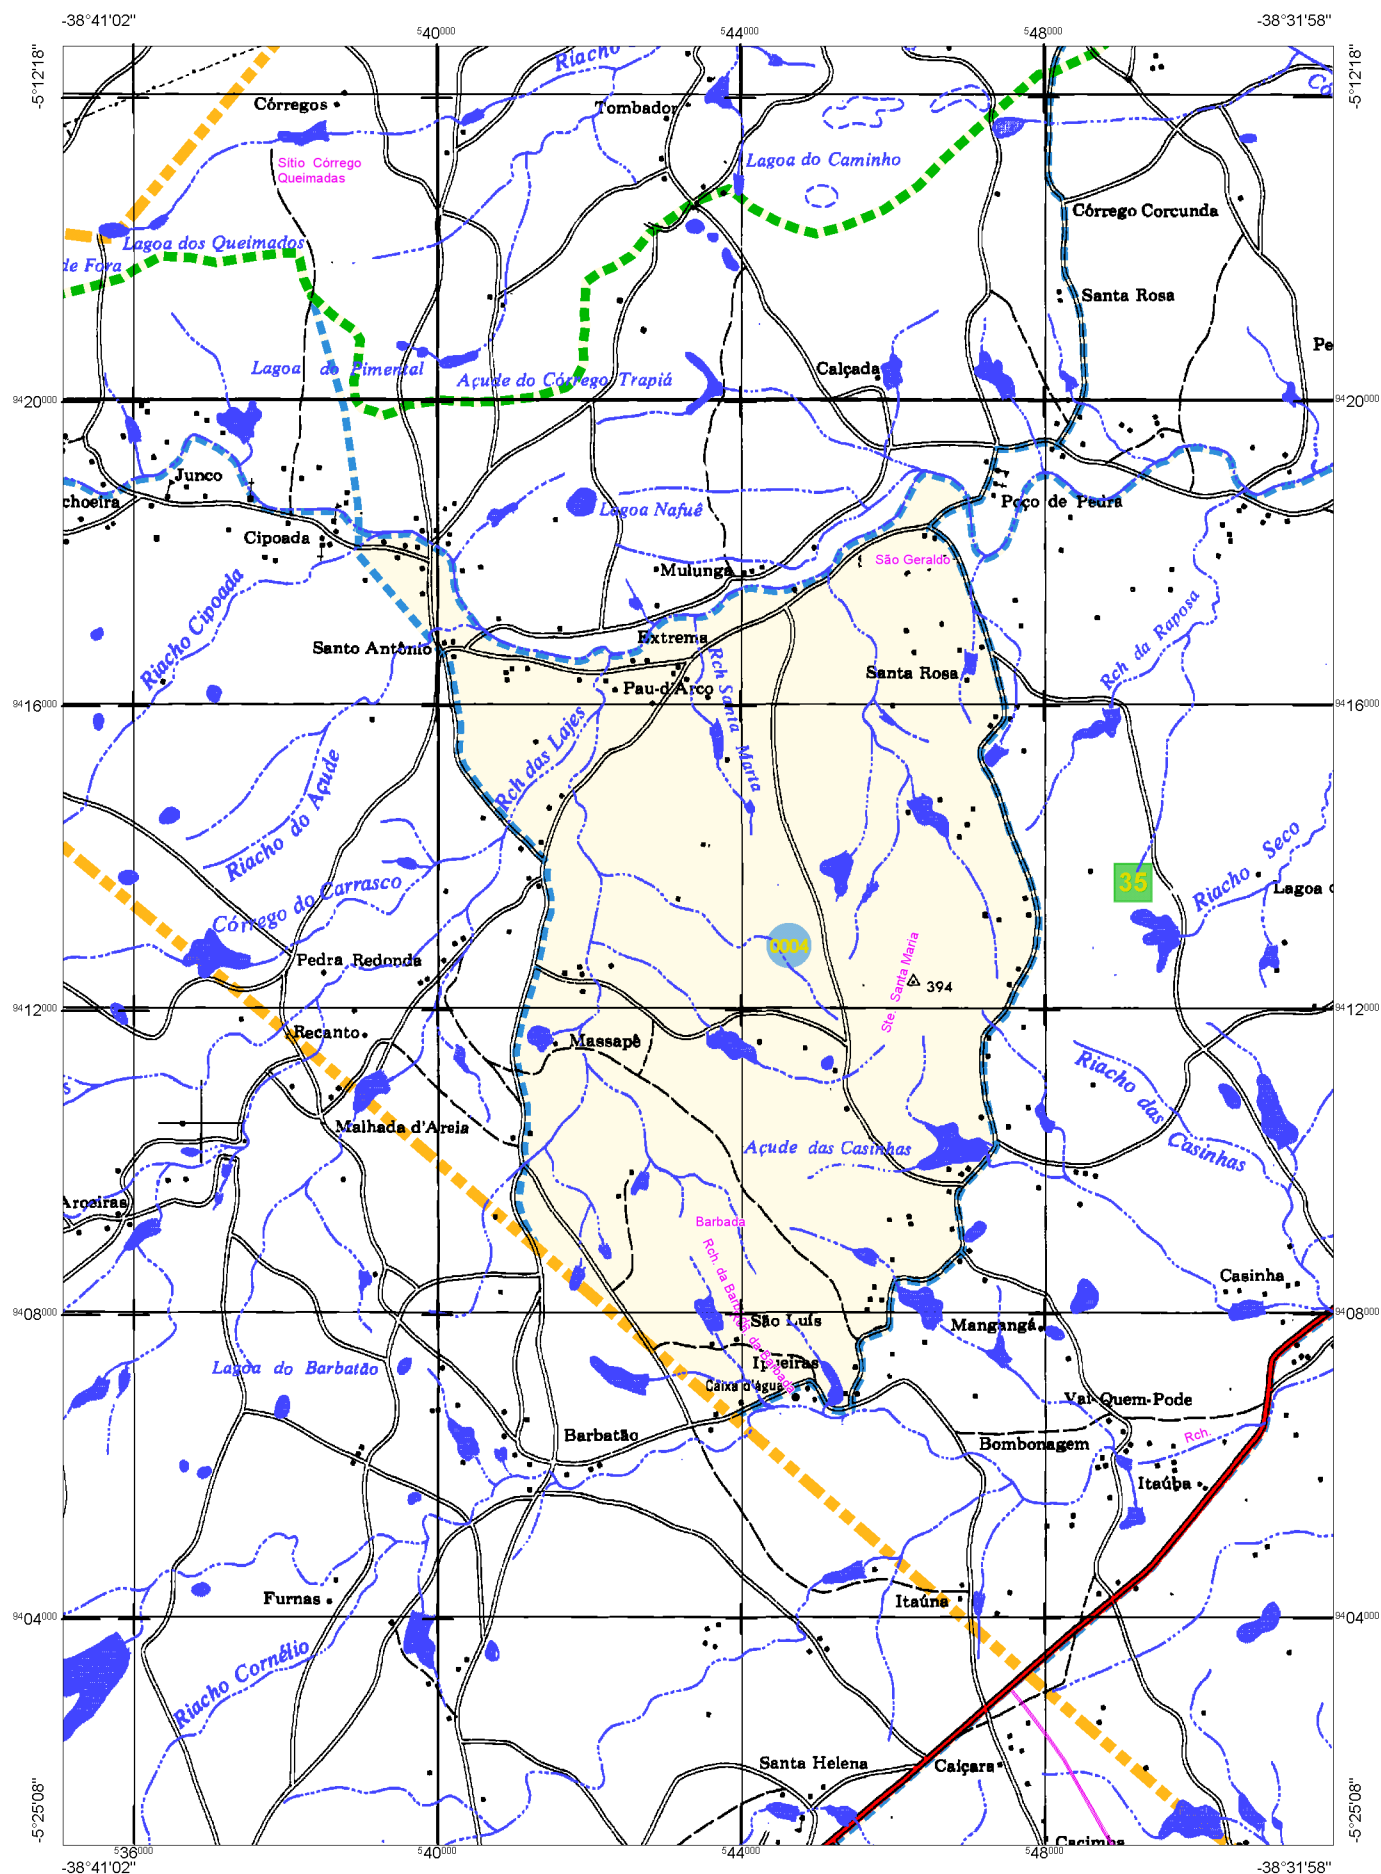 -38°41'02"
540000
544000
548000
-38°31'58"
-5°12'18"
-5°12'18"
Riacho
Co
Córregos
Tombador
Sítio Córrego
Queimadas
Lagoa do Caminho
Córrego Corcunda
Lagoa dos Queimados
de Fora
Santa Rosa
Pe
Lagoa do Pimental
Açude do Córrego Trapiá
Calçada
9420000
9420000
Junco
choeira
Lagoa Nafuê
Poço de Pedra
Cipoada
São Geraldo
Mulunga
Riacho Cipoada
Rch da Raposa
Extrema
Santo Antônio
Rch Santa Marta
Santa Rosa
Pau-d'Arco
9416000
9416000
Rch das Lajes
Riacho do Açude
Riacho Seco
35
Lagoa
Córrego do Carrasco
0004
Ste. Santa Maria
Pedra Redonda
394
9412000
9412000
Recanto
Massapê
Riacho das Casinhas
s
Malhada d'Areia
Açude das Casinhas
Aroeiras
Barbada
Rch. da Barbada
Casinha
9408000
9408000
São Luís
Mangangá
Rch. da Barbada
Ipueiras
Lagoa do Barbatão
Caixa d'água
Vai-Quem-Pode
Barbatão
Bombonagem
Rch.
Itaúba
Furnas
Itaúna
9404000
9404000
Riacho Cornélio
Santa Helena
Caiçara
Cacimba
-5°25'08"
-5°25'08"
536000
540000
544000
548000
-38°41'02"
-38°31'58"